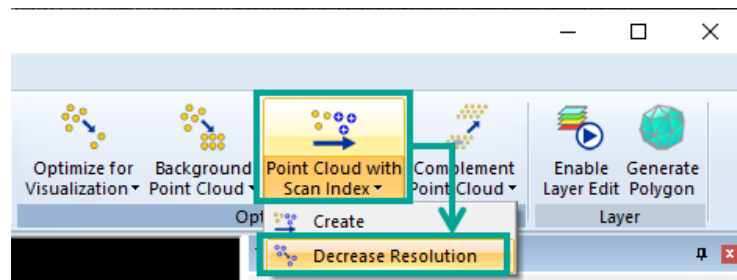 Optimize for Background Point Cloud with Complement Enable Generate
Visualization Point Cloud Scan Index Point Cloud Layer Edit Polygon
Layer
Create
Decrease Resolution